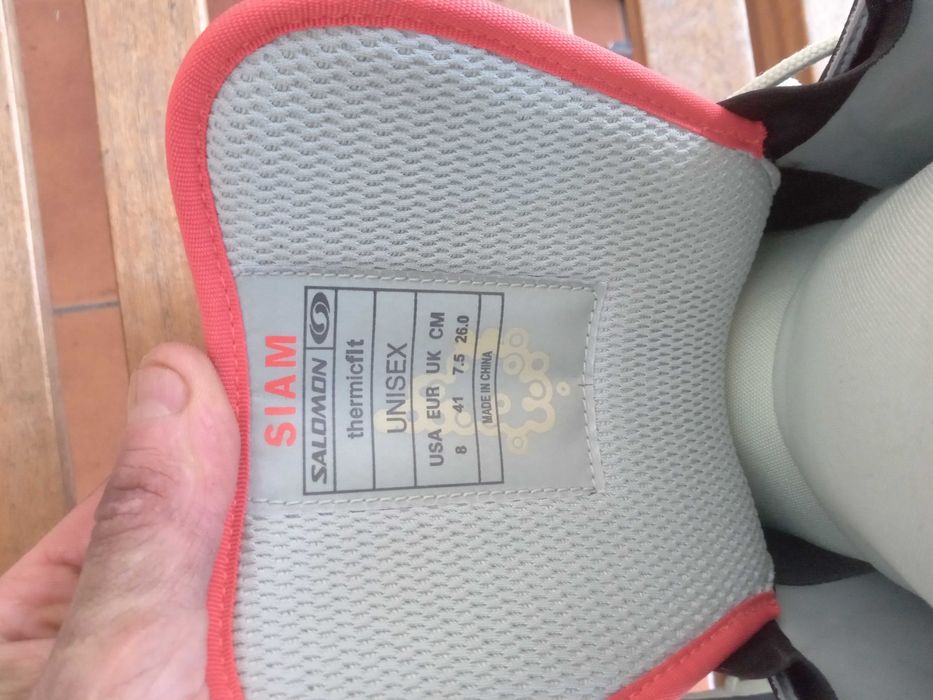 SIAM
SALOMON
thermicfit
UNISEX
USA EUR UK CM
8 41 7.5 26.0
MADE IN CHINA